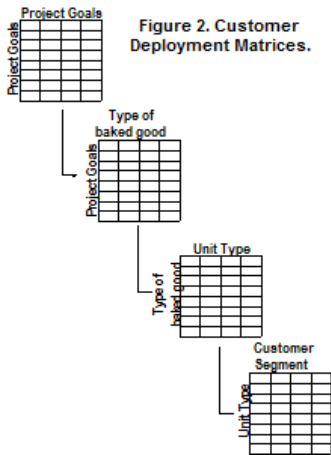 Project Goals
Figure 2. Customer
Deployment Matrices.
Project Goals
Type of
baked good
Project Goals
Unit Type
Type of
baked good
Customer
Segment
Unit Type